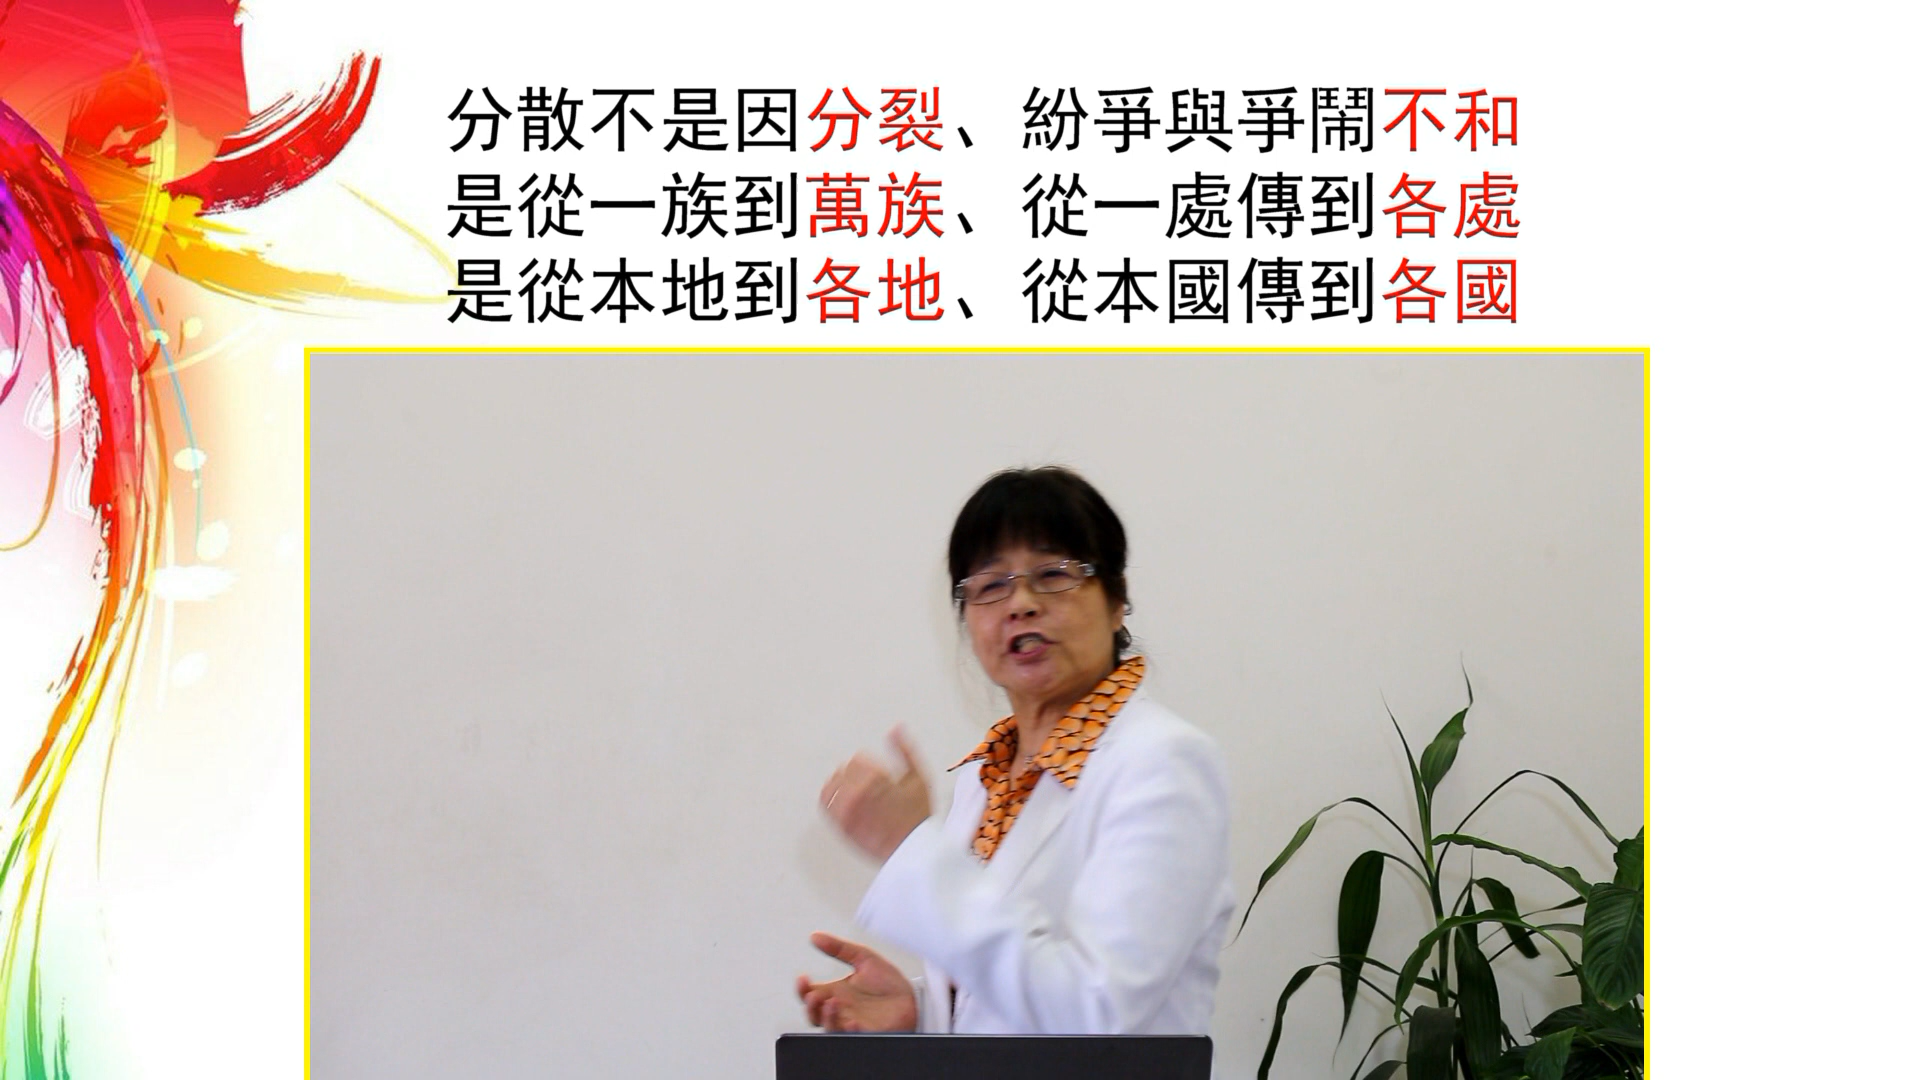 分散不是因分裂、紛爭與爭鬧不和
是從一族到萬族、從一處傳到各處
是從本地到各地、從本國傳到各國